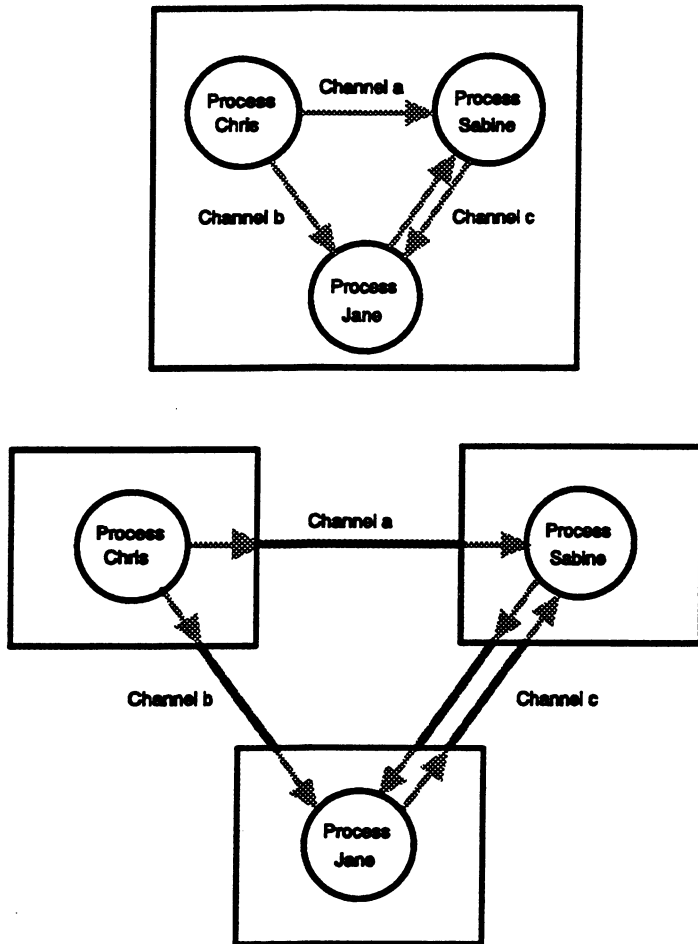 Channel a
Process
Chris
Process
Sabine
Channel b
Channel c
Process
Jane
Channel a
Process
Chris
Process
Sabine
Channel b
Channel c
Process
Jane